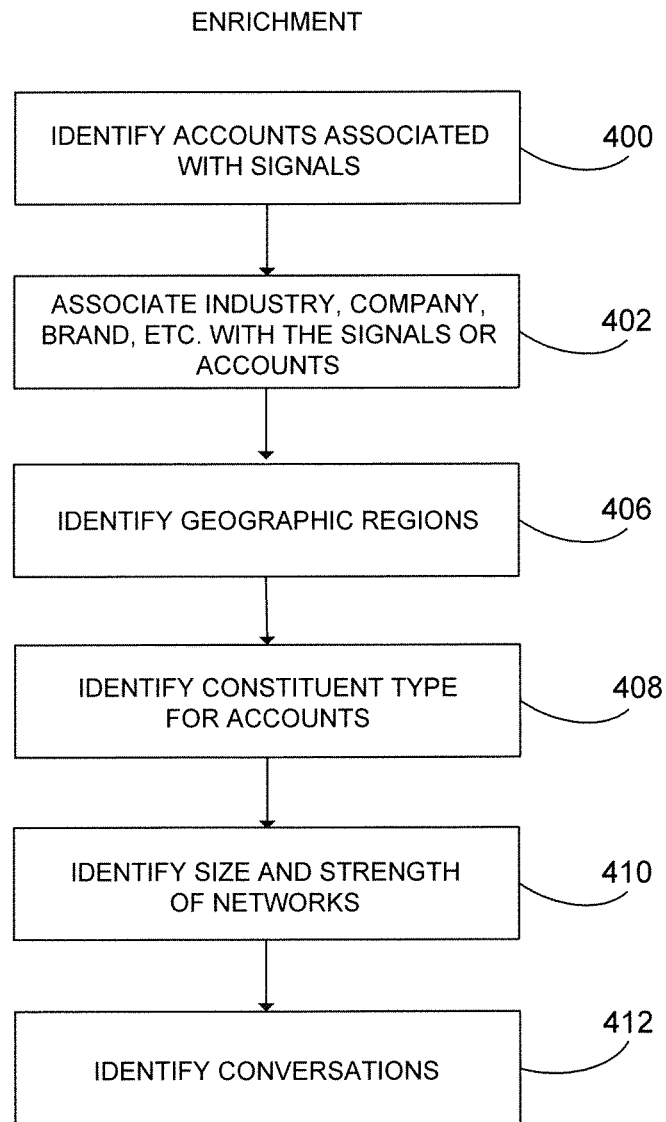 ENRICHMENT
IDENTIFY ACCOUNTS ASSOCIATED
WITH SIGNALS
400
ASSOCIATE INDUSTRY, COMPANY,
BRAND, ETC. WITH THE SIGNALS OR
ACCOUNTS
402
IDENTIFY GEOGRAPHIC REGIONS
406
IDENTIFY CONSTITUENT TYPE
FOR ACCOUNTS
408
IDENTIFY SIZE AND STRENGTH
OF NETWORKS
410
IDENTIFY CONVERSATIONS
412